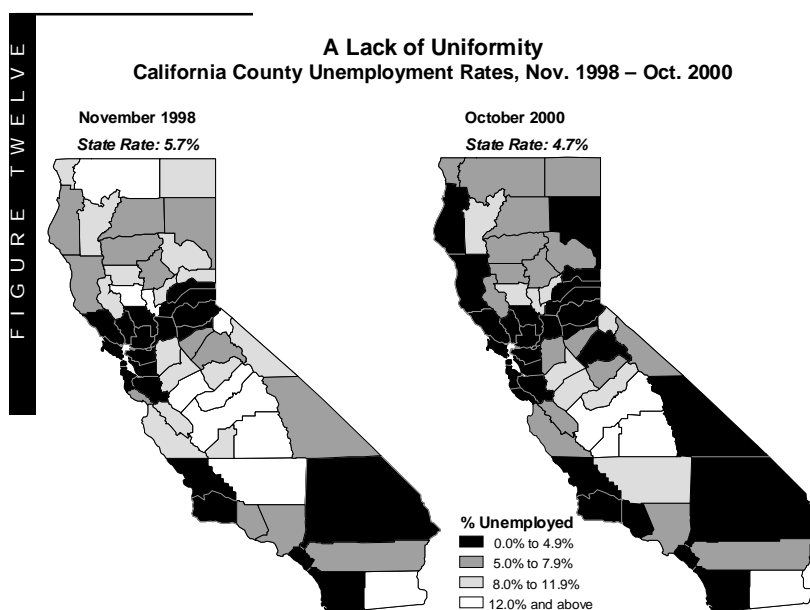 FIGURE TWELVE
A Lack of Uniformity
California County Unemployment Rates, Nov. 1998 – Oct. 2000
November 1998
State Rate: 5.7%
October 2000
State Rate: 4.7%
% Unemployed
0.0% to 4.9%
5.0% to 7.9%
8.0% to 11.9%
12.0% and above